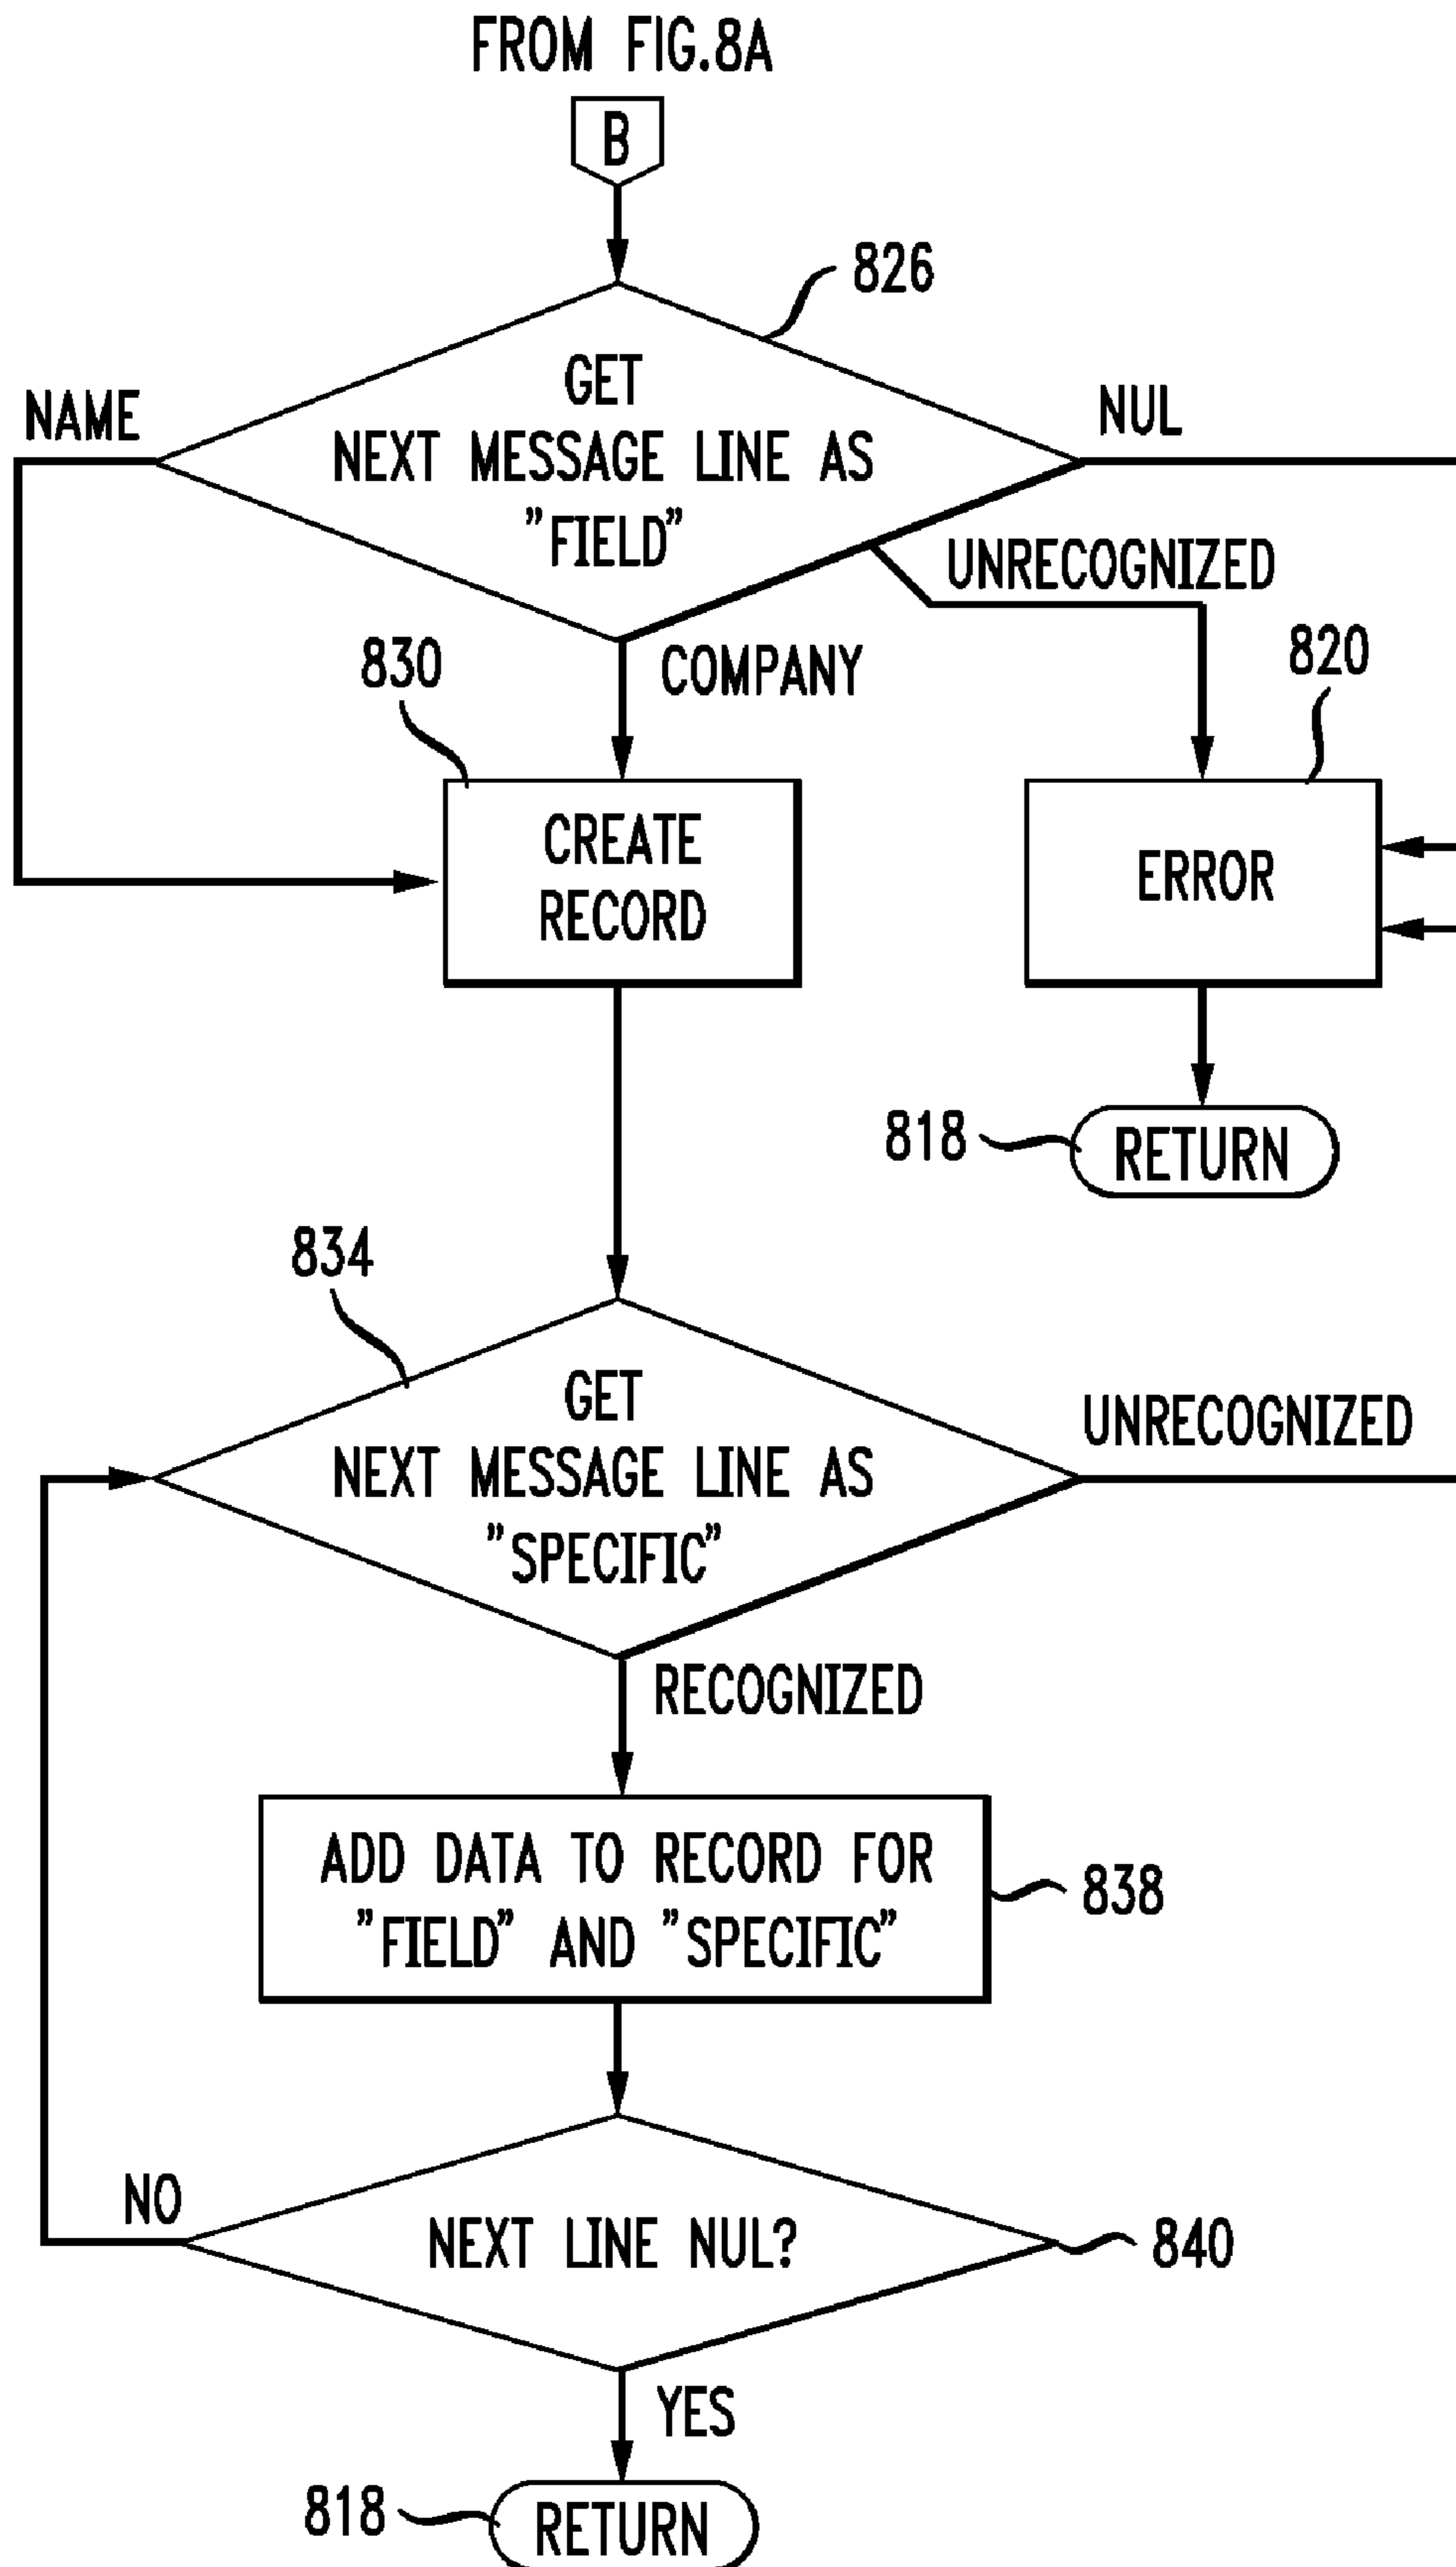 FROM FIG.8A
B
826
GET
NEXT MESSAGE LINE AS
"FIELD"
NAME
NUL
UNRECOGNIZED
COMPANY
830
820
CREATE
RECORD
ERROR
818
RETURN
834
GET
NEXT MESSAGE LINE AS
"SPECIFIC"
UNRECOGNIZED
RECOGNIZED
ADD DATA TO RECORD FOR
"FIELD" AND "SPECIFIC"
838
NO
NEXT LINE NUL?
840
YES
818
RETURN